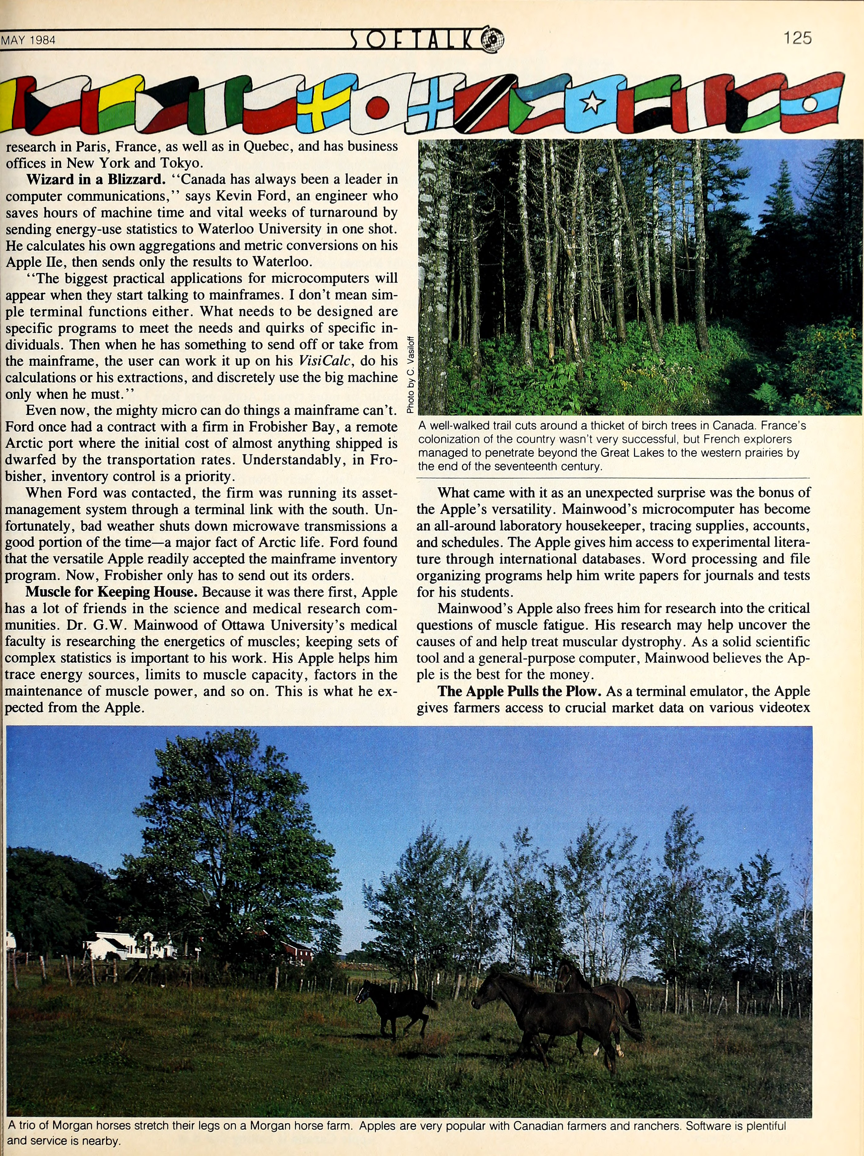 MAY 1984
SOFTALK
125
research in Paris, France, as well as in Quebec, and has business
offices in New York and Tokyo.
Wizard in a Blizzard. ‘‘Canada has always been a leader in
computer communications,’’ says Kevin Ford, an engineer who
saves hours of machine time and vital weeks of turnaround by
sending energy-use statistics to Waterloo University in one shot.
He calculates his own aggregations and metric conversions on his
Apple IIe, then sends only the results to Waterloo.
‘‘The biggest practical applications for microcomputers will
appear when they start talking to mainframes. I don’t mean sim-
ple terminal functions either. What needs to be designed are
specific programs to meet the needs and quirks of specific in-
dividuals. Then when he has something to send off or take from
the mainframe, the user can work it up on his VisiCalc, do his
calculations or his extractions, and discretely use the big machine
only when he must.’’
Even now, the mighty micro can do things a mainframe can’t.
Ford once had a contract with a firm in Frobisher Bay, a remote
Arctic port where the initial cost of almost anything shipped is
dwarfed by the transportation rates. Understandably, in Fro-
bisher, inventory control is a priority.
When Ford was contacted, the firm was running its asset-
management system through a terminal link with the south. Un-
fortunately, bad weather shuts down microwave transmissions a
good portion of the time—a major fact of Arctic life. Ford found
that the versatile Apple readily accepted the mainframe inventory
program. Now, Frobisher only has to send out its orders.
Muscle for Keeping House. Because it was there first, Apple
has a lot of friends in the science and medical research com-
munities. Dr. G.W. Mainwood of Ottawa University’s medical
faculty is researching the energetics of muscles; keeping sets of
complex statistics is important to his work. His Apple helps him
trace energy sources, limits to muscle capacity, factors in the
maintenance of muscle power, and so on. This is what he ex-
pected from the Apple.
Photo by C. Vasiloff
A well-walked trail cuts around a thicket of birch trees in Canada. France’s
colonization of the country wasn’t very successful, but French explorers
managed to penetrate beyond the Great Lakes to the western prairies by
the end of the seventeenth century.
What came with it as an unexpected surprise was the bonus of
the Apple’s versatility. Mainwood’s microcomputer has become
an all-around laboratory housekeeper, tracing supplies, accounts,
and schedules. The Apple gives him access to experimental litera-
ture through international databases. Word processing and file
organizing programs help him write papers for journals and tests
for his students.
Mainwood’s Apple also frees him for research into the critical
questions of muscle fatigue. His research may help uncover the
causes of and help treat muscular dystrophy. As a solid scientific
tool and a general-purpose computer, Mainwood believes the Ap-
ple is the best for the money.
The Apple Pulls the Plow. As a terminal emulator, the Apple
gives farmers access to crucial market data on various videotex
A trio of Morgan horses stretch their legs on a Morgan horse farm. Apples are very popular with Canadian farmers and ranchers. Software is plentiful
and service is nearby.